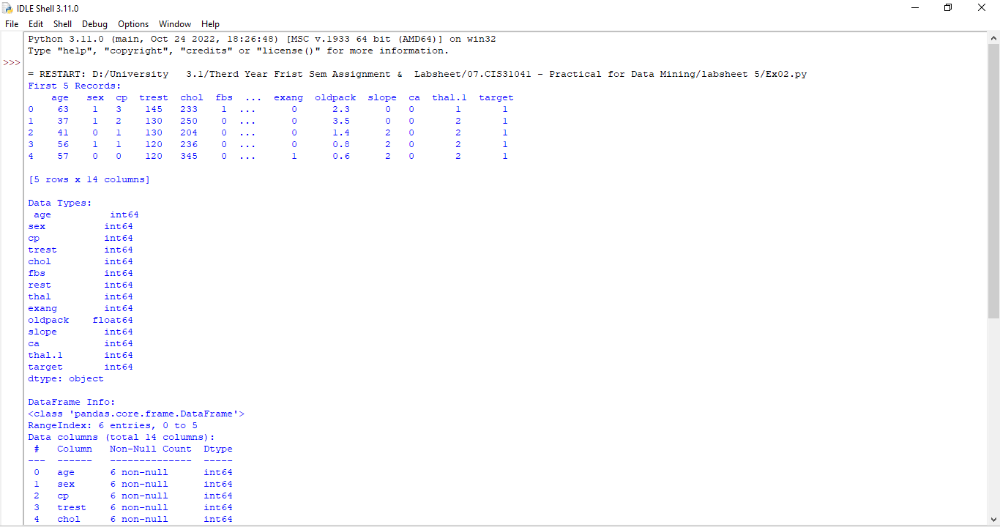 IDLE Shell 3.11.0
File Edit Shell Debug Options Window Help
Python 3.11.0 (main, Oct 24 2022, 18:26:48) [MSC v.1933 64 bit (AMD64)] on win32
Type "help", "copyright", "credits" or "license()" for more information.
>>>
= RESTART: D:/University   3.1/Therd Year Frist Sem Assignment &  Labsheet/07.CIS31041 - Practical for Data Mining/labsheet 5/Ex02.py
First 5 Records:
    age   sex  cp  trest  chol  fbs  ...  exang  oldpack  slope  ca  thal.1  target
0    63    1   3    145   233    1  ...      0      2.3      0   0       1       1
1    37    1   2    130   250    0  ...      0      3.5      0   0       2       1
2    41    0   1    130   204    0  ...      0      1.4      2   0       2       1
3    56    1   1    120   236    0  ...      0      0.8      2   0       2       1
4    57    0   0    120   345    0  ...      1      0.6      2   0       2       1
[5 rows x 14 columns]
Data Types:
 age          int64
sex          int64
cp           int64
trest        int64
chol         int64
fbs          int64
rest         int64
thal         int64
exang        int64
oldpack    float64
slope        int64
ca           int64
thal.1       int64
target       int64
dtype: object
DataFrame Info:
<class 'pandas.core.frame.DataFrame'>
RangeIndex: 6 entries, 0 to 5
Data columns (total 14 columns):
 #   Column   Non-Null Count  Dtype
---  ------   --------------  -----
 0   age      6 non-null      int64
 1   sex      6 non-null      int64
 2   cp       6 non-null      int64
 3   trest    6 non-null      int64
 4   chol     6 non-null      int64